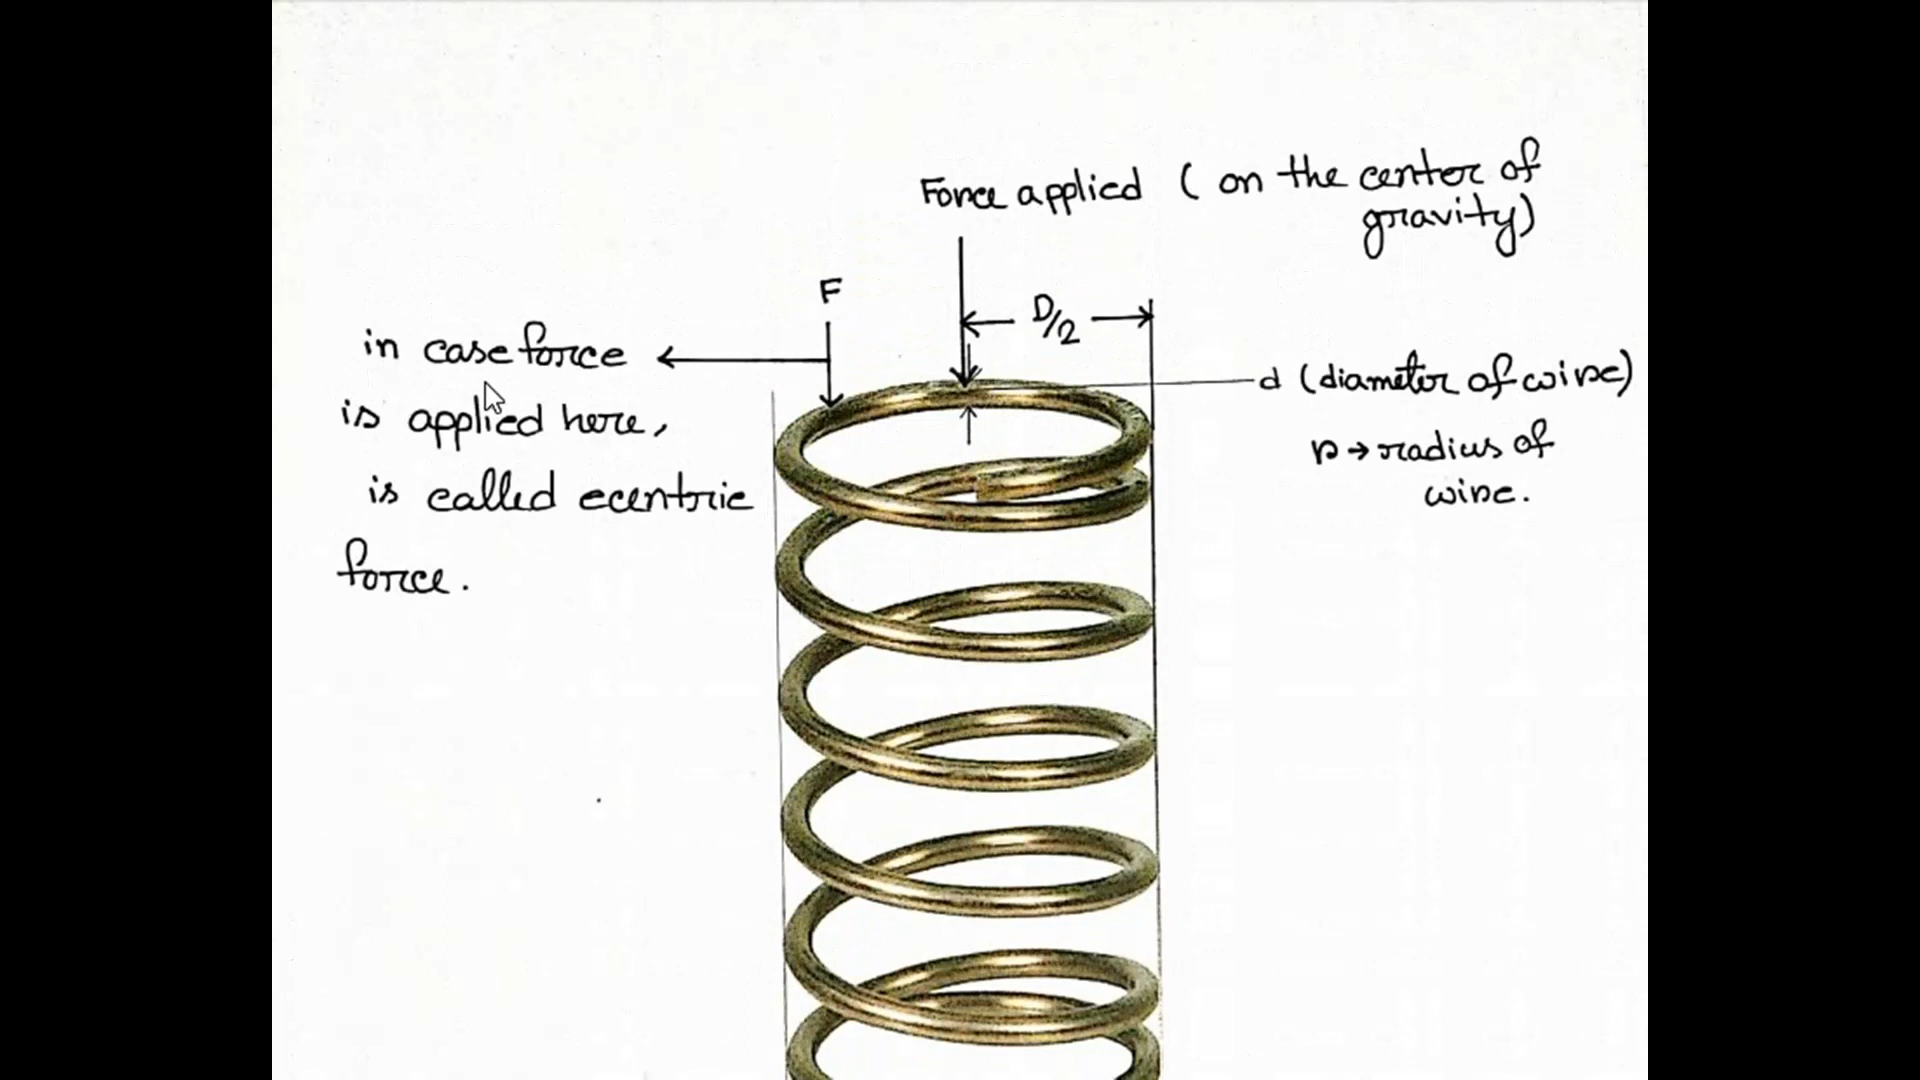 Force applied ( on the center of
gravity)
F
D/2
in case force
is applied here,
is called ecentric
force.
d (diameter of wire)
r → radius of
wire.